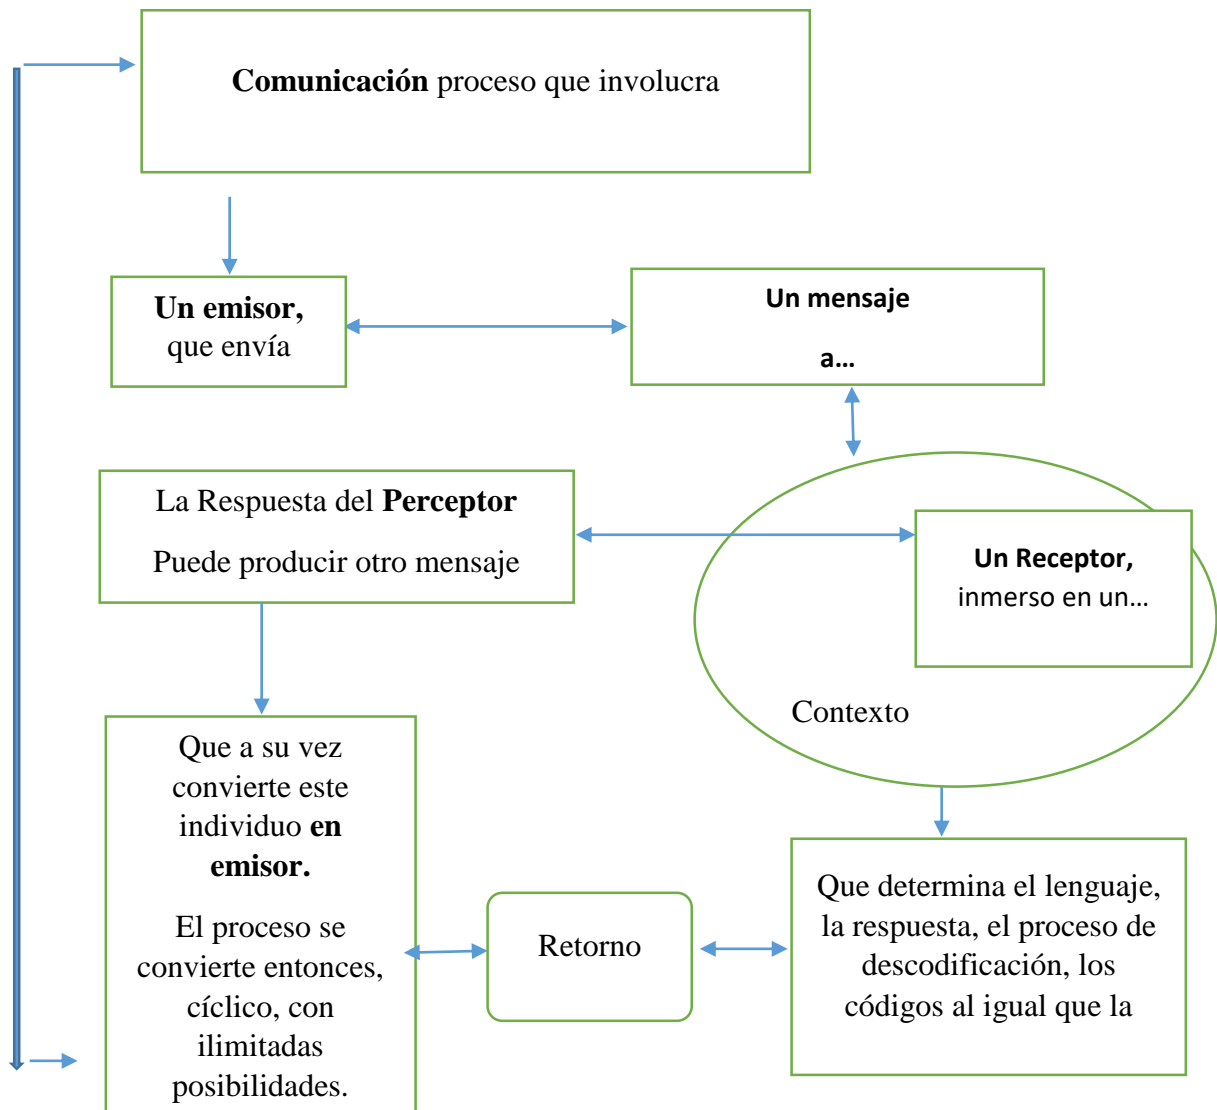 Comunicación proceso que involucra
Un emisor,
que envía
Un mensaje
a...
La Respuesta del Perceptor
Puede producir otro mensaje
Un Receptor,
inmerso en un...
Contexto
Que a su vez
convierte este
individuo en
emisor.
El proceso se
convierte entonces,
cíclico, con
ilimitadas
posibilidades.
Retorno
Que determina el lenguaje,
la respuesta, el proceso de
descodificación, los
códigos al igual que la